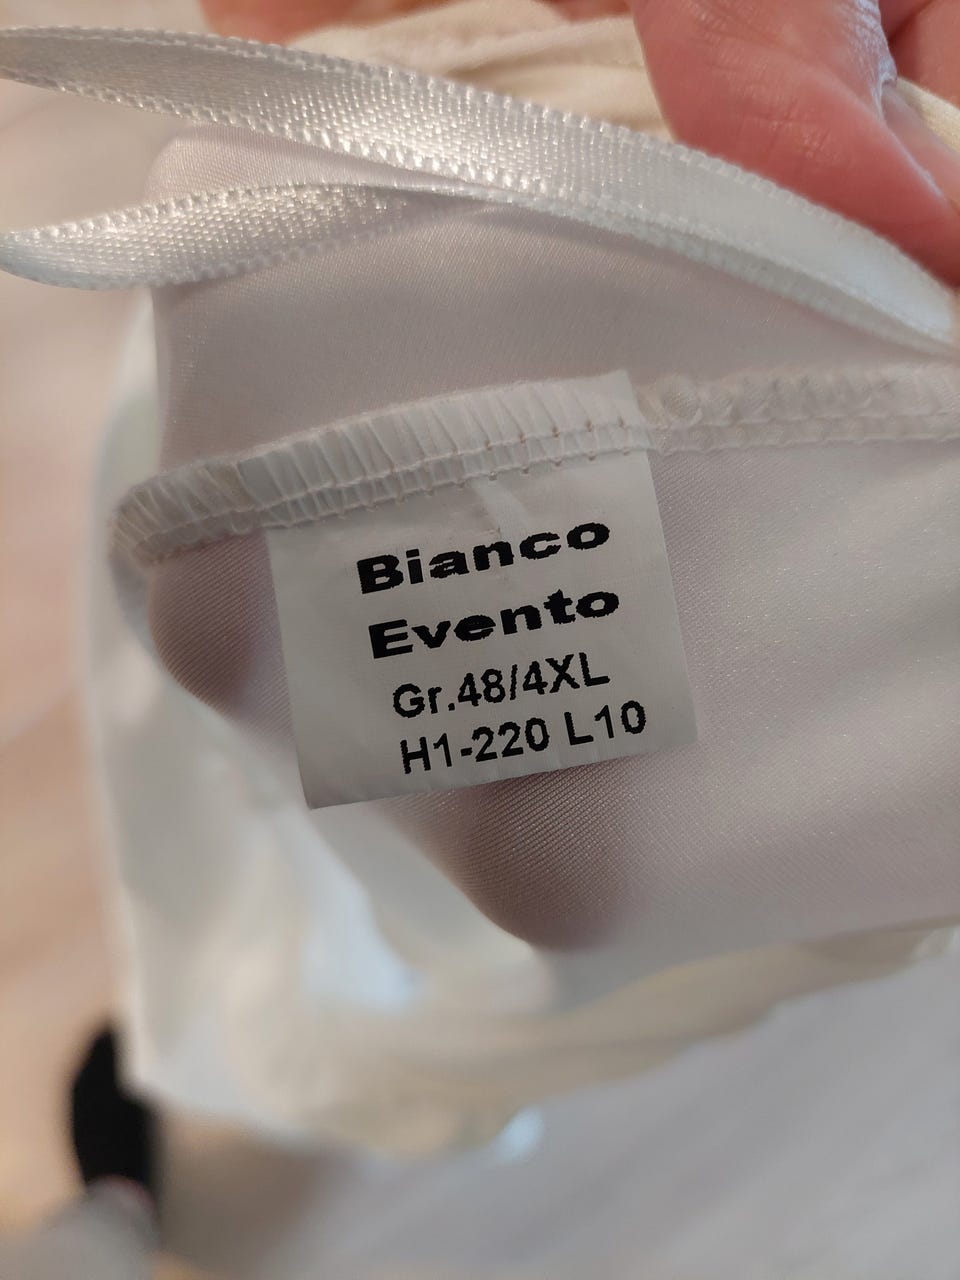 Bianco
Evento
Gr.48/4XL
H1-220 L10